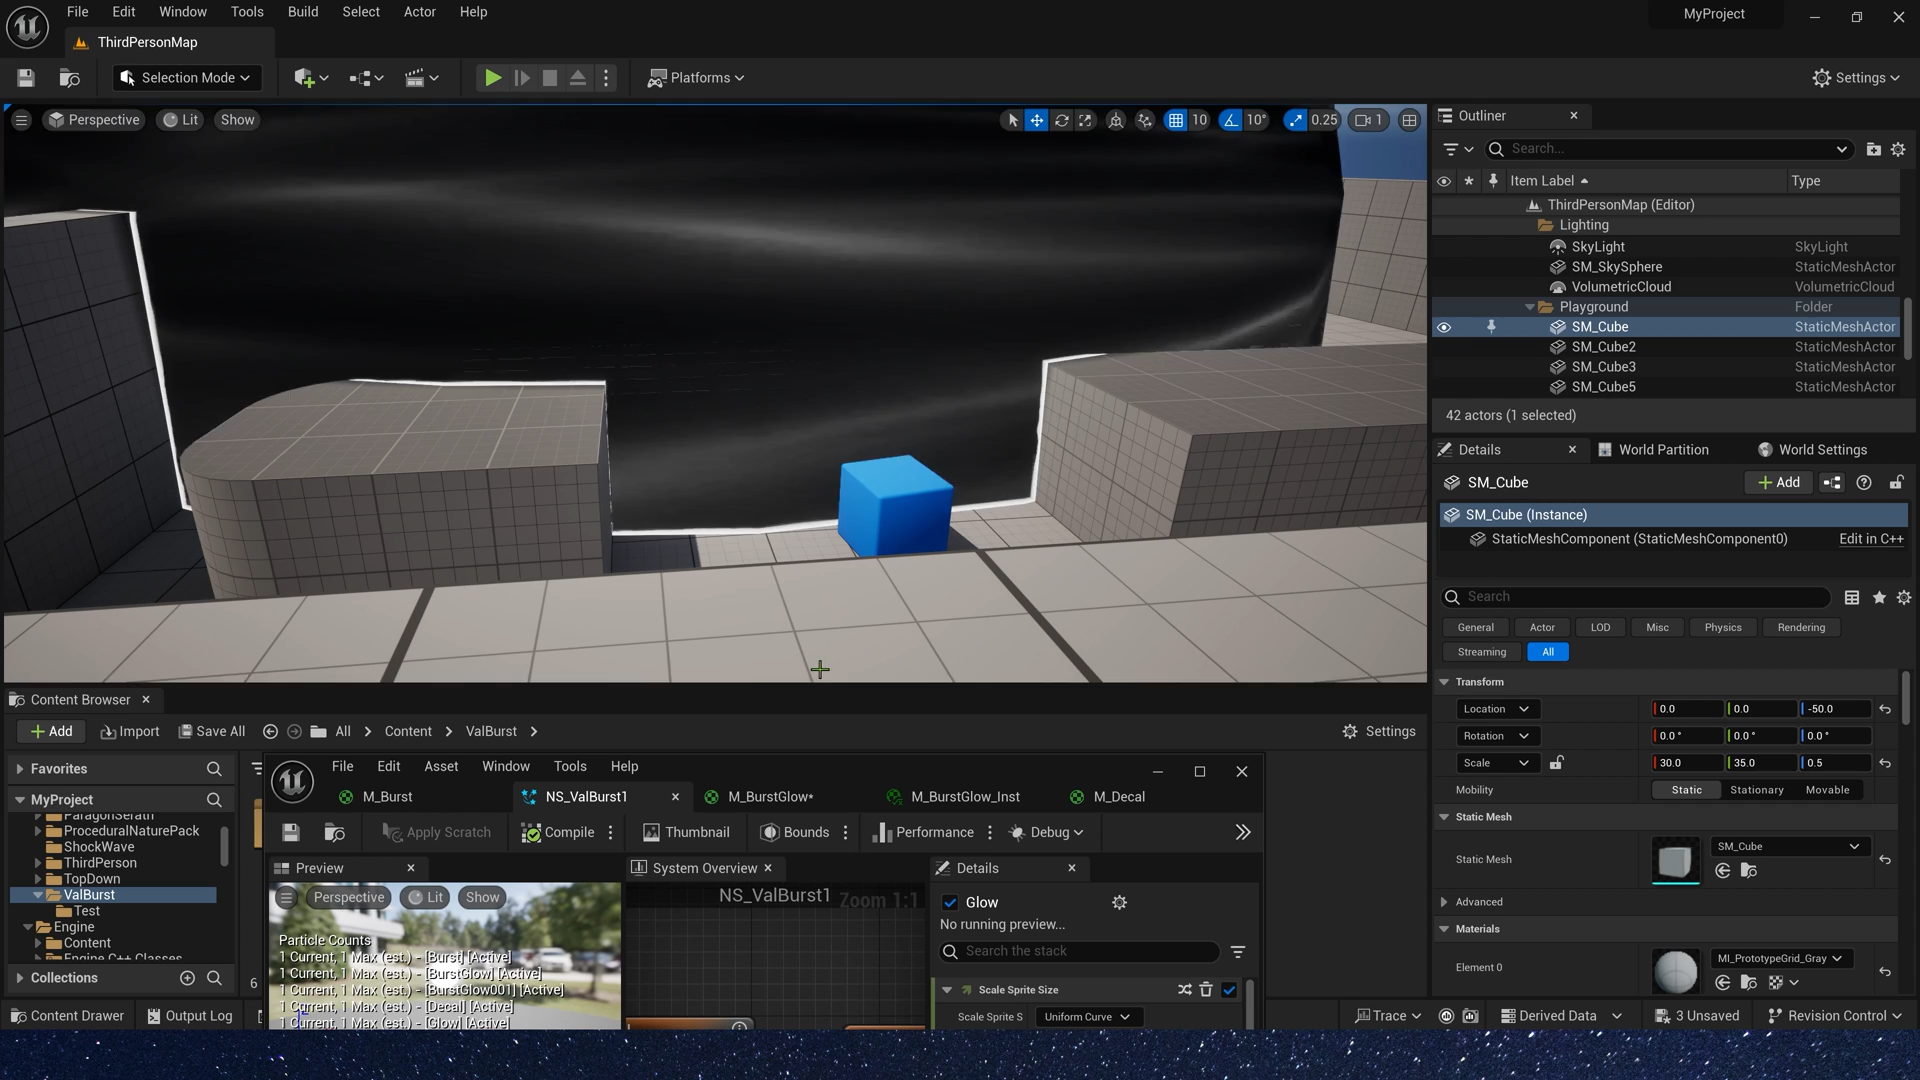 File Edit Window Tools Build Select Actor Help
MyProject
ThirdPersonMap
Selection Mode
Platforms
Settings
Perspective Lit Show
10 10° 0.25 1
Outliner
Search...
Item Label Type
ThirdPersonMap (Editor)
Lighting
SkyLight SkyLight
SM_SkySphere StaticMeshActor
VolumetricCloud VolumetricCloud
Playground Folder
SM_Cube StaticMeshActor
SM_Cube2 StaticMeshActor
SM_Cube3 StaticMeshActor
SM_Cube5 StaticMeshActor
42 actors (1 selected)
Details World Partition World Settings
SM_Cube
Add
SM_Cube (Instance)
StaticMeshComponent (StaticMeshComponent0) Edit in C++
Search
General Actor LOD Misc Physics Rendering
Streaming All
Transform
Location 0.0 0.0 -50.0
Rotation 0.0° 0.0° 0.0°
Scale 30.0 35.0 0.5
Mobility Static Stationary Movable
Static Mesh
Static Mesh SM_Cube
Advanced
Materials
Element 0 MI_PrototypeGrid_Gray
Content Browser
Add Import Save All All Content ValBurst Settings
Favorites
MyProject
ParagonSerath
ProceduralNaturePack
ShockWave
ThirdPerson
TopDown
ValBurst
Test
Engine
Content
Engine C++ Classes
Collections
6
File Edit Asset Window Tools Help
M_Burst NS_ValBurst1 M_BurstGlow* M_BurstGlow_Inst M_Decal
Apply Scratch Compile Thumbnail Bounds Performance Debug
Preview System Overview Details
Perspective Lit Show
Particle Counts
1 Current, 1 Max (est.) - [Burst] [Active]
1 Current, 1 Max (est.) - [BurstGlow] [Active]
1 Current, 1 Max (est.) - [BurstGlow001] [Active]
1 Current, 1 Max (est.) - [Decal] [Active]
1 Current, 1 Max (est.) - [Glow] [Active]
NS_ValBurst1 Zoom 1:1
Glow
No running preview...
Search the stack
Scale Sprite Size
Scale Sprite S Uniform Curve
Content Drawer Output Log
Trace Derived Data 3 Unsaved Revision Control